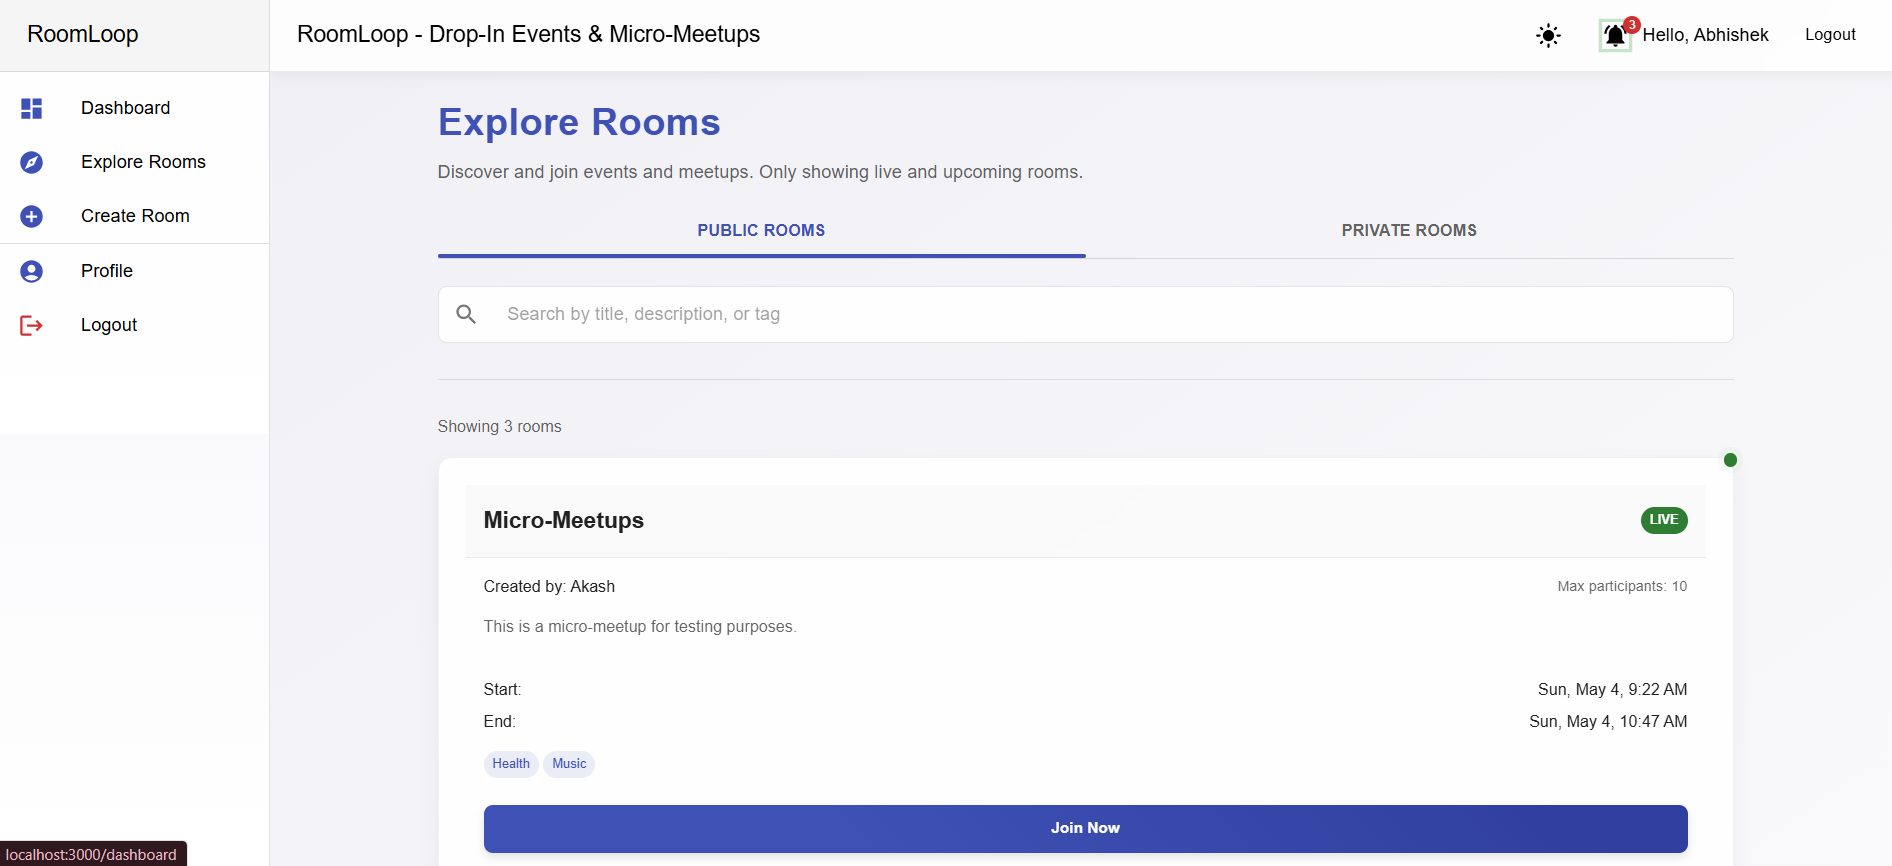 RoomLoop
RoomLoop - Drop-In Events & Micro-Meetups
3
Hello, Abhishek
Logout
Dashboard
Explore Rooms
Create Room
Profile
Logout
Explore Rooms
Discover and join events and meetups. Only showing live and upcoming rooms.
PUBLIC ROOMS
PRIVATE ROOMS
Search by title, description, or tag
Showing 3 rooms
Micro-Meetups
LIVE
Created by: Akash
Max participants: 10
This is a micro-meetup for testing purposes.
Start:
Sun, May 4, 9:22 AM
End:
Sun, May 4, 10:47 AM
Health
Music
Join Now
localhost:3000/dashboard